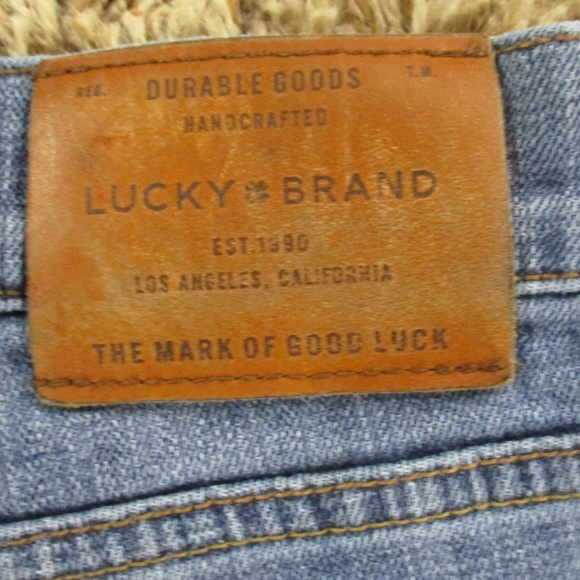 REG. DURABLE GOODS T.M.
HANDCRAFTED
LUCKY BRAND
EST.1990
LOS ANGELES, CALIFORNIA
THE MARK OF GOOD LUCK